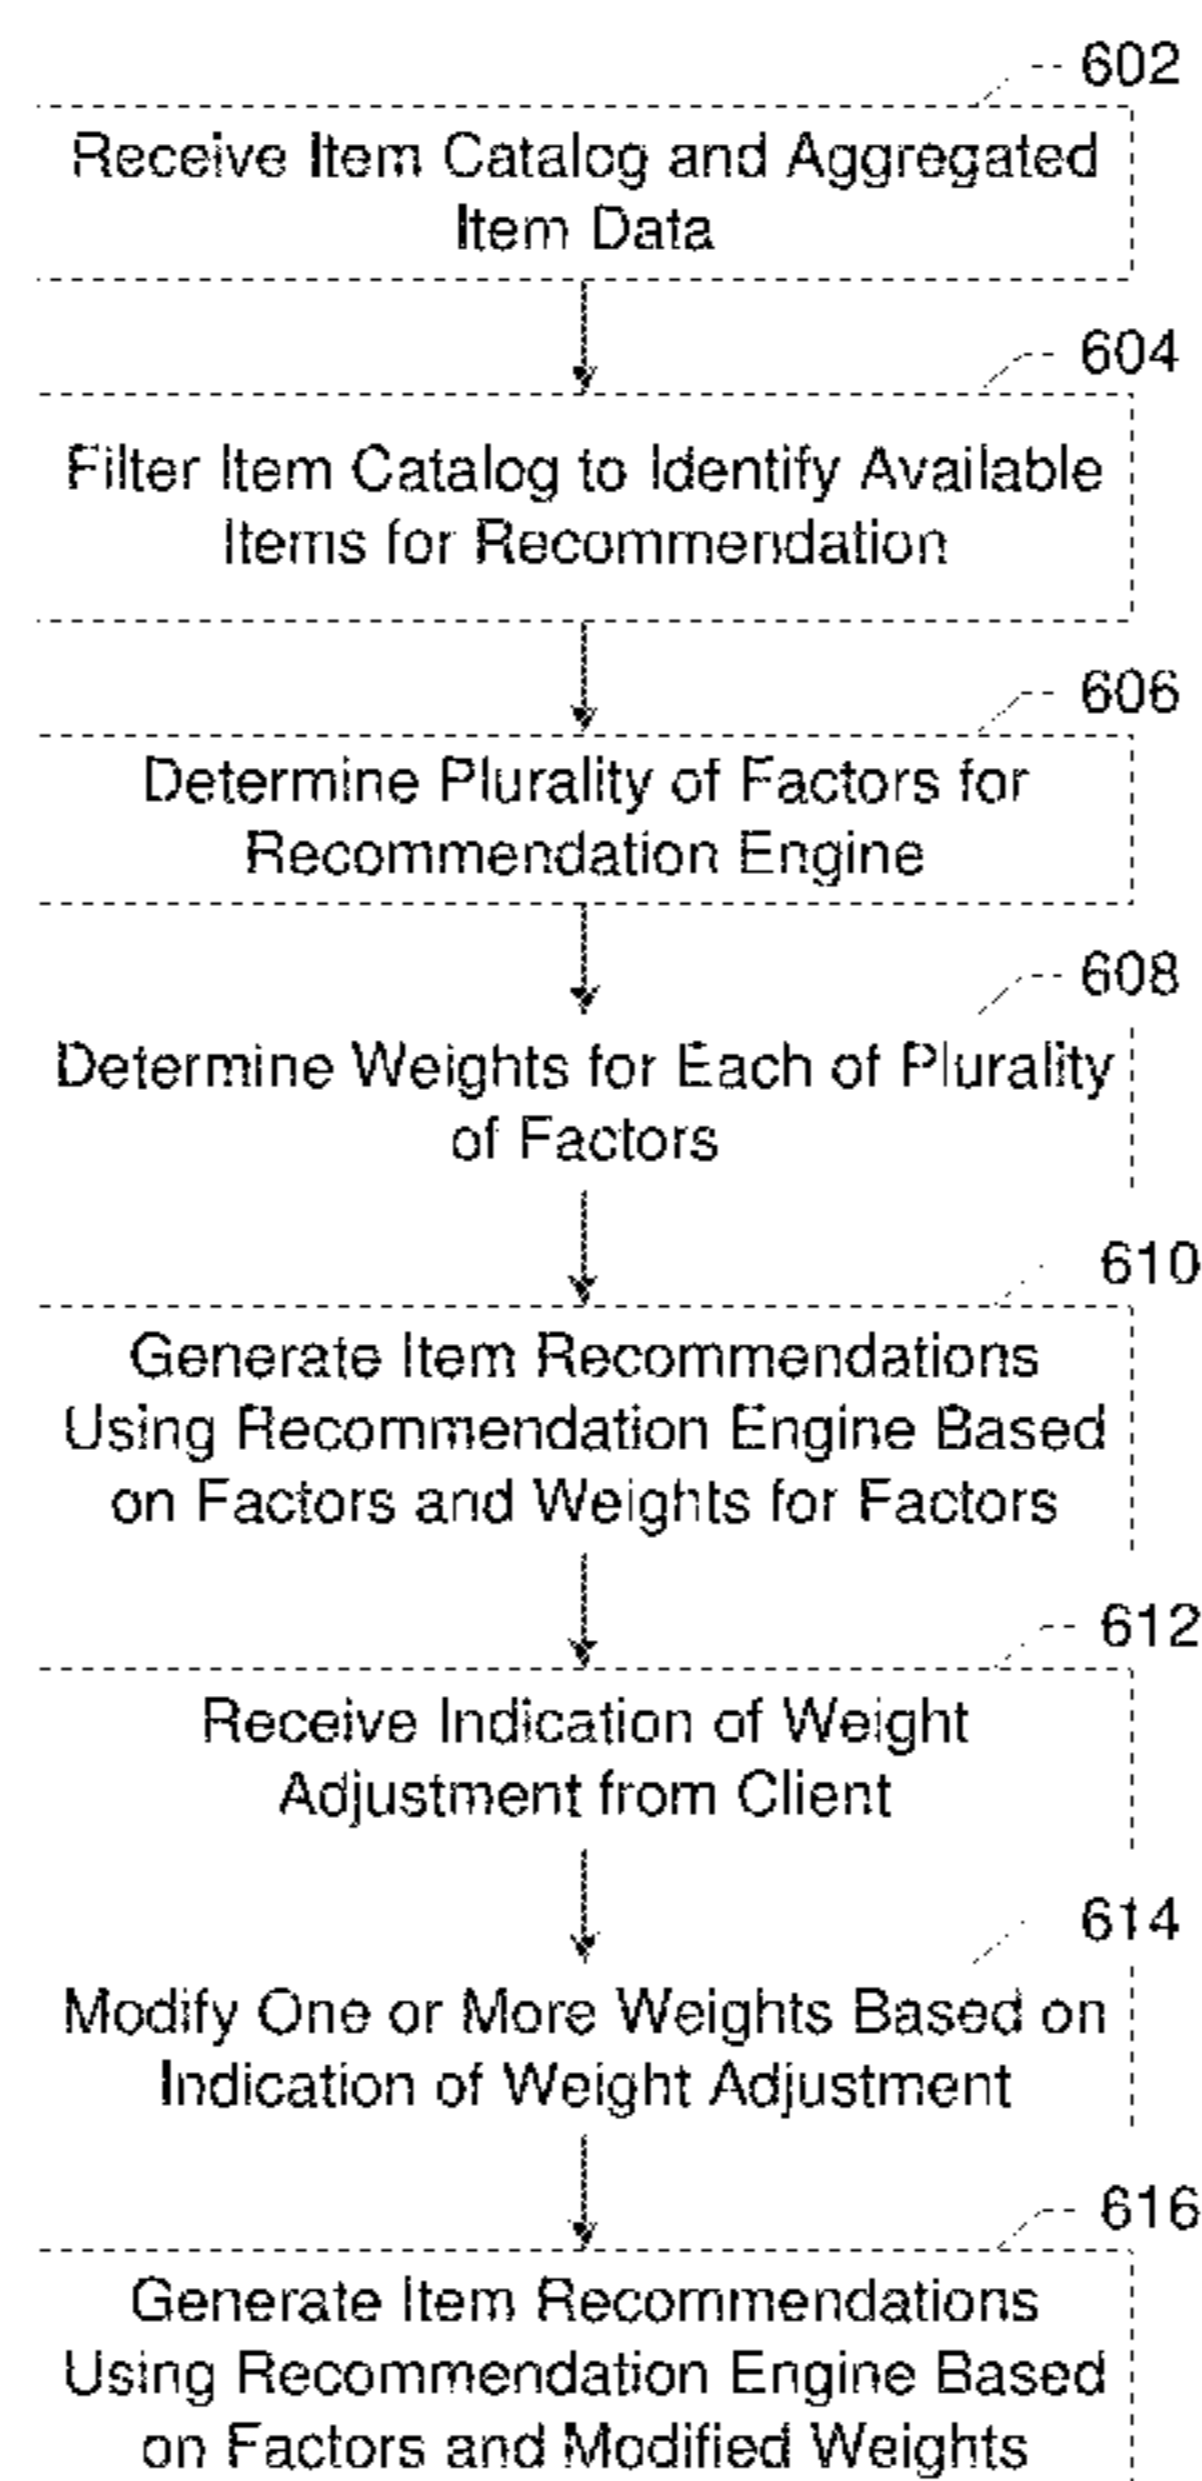 602
Receive Item Catalog and Aggregated
Item Data
604
Filter Item Catalog to Identify Available
Items for Recommendation
606
Determine Plurality of Factors for
Recommendation Engine
608
Determine Weights for Each of Plurality
of Factors
610
Generate Item Recommendations
Using Recommendation Engine Based
on Factors and Weights for Factors
612
Receive Indication of Weight
Adjustment from Client
614
Modify One or More Weights Based on
Indication of Weight Adjustment
616
Generate Item Recommendations
Using Recommendation Engine Based
on Factors and Modified Weights